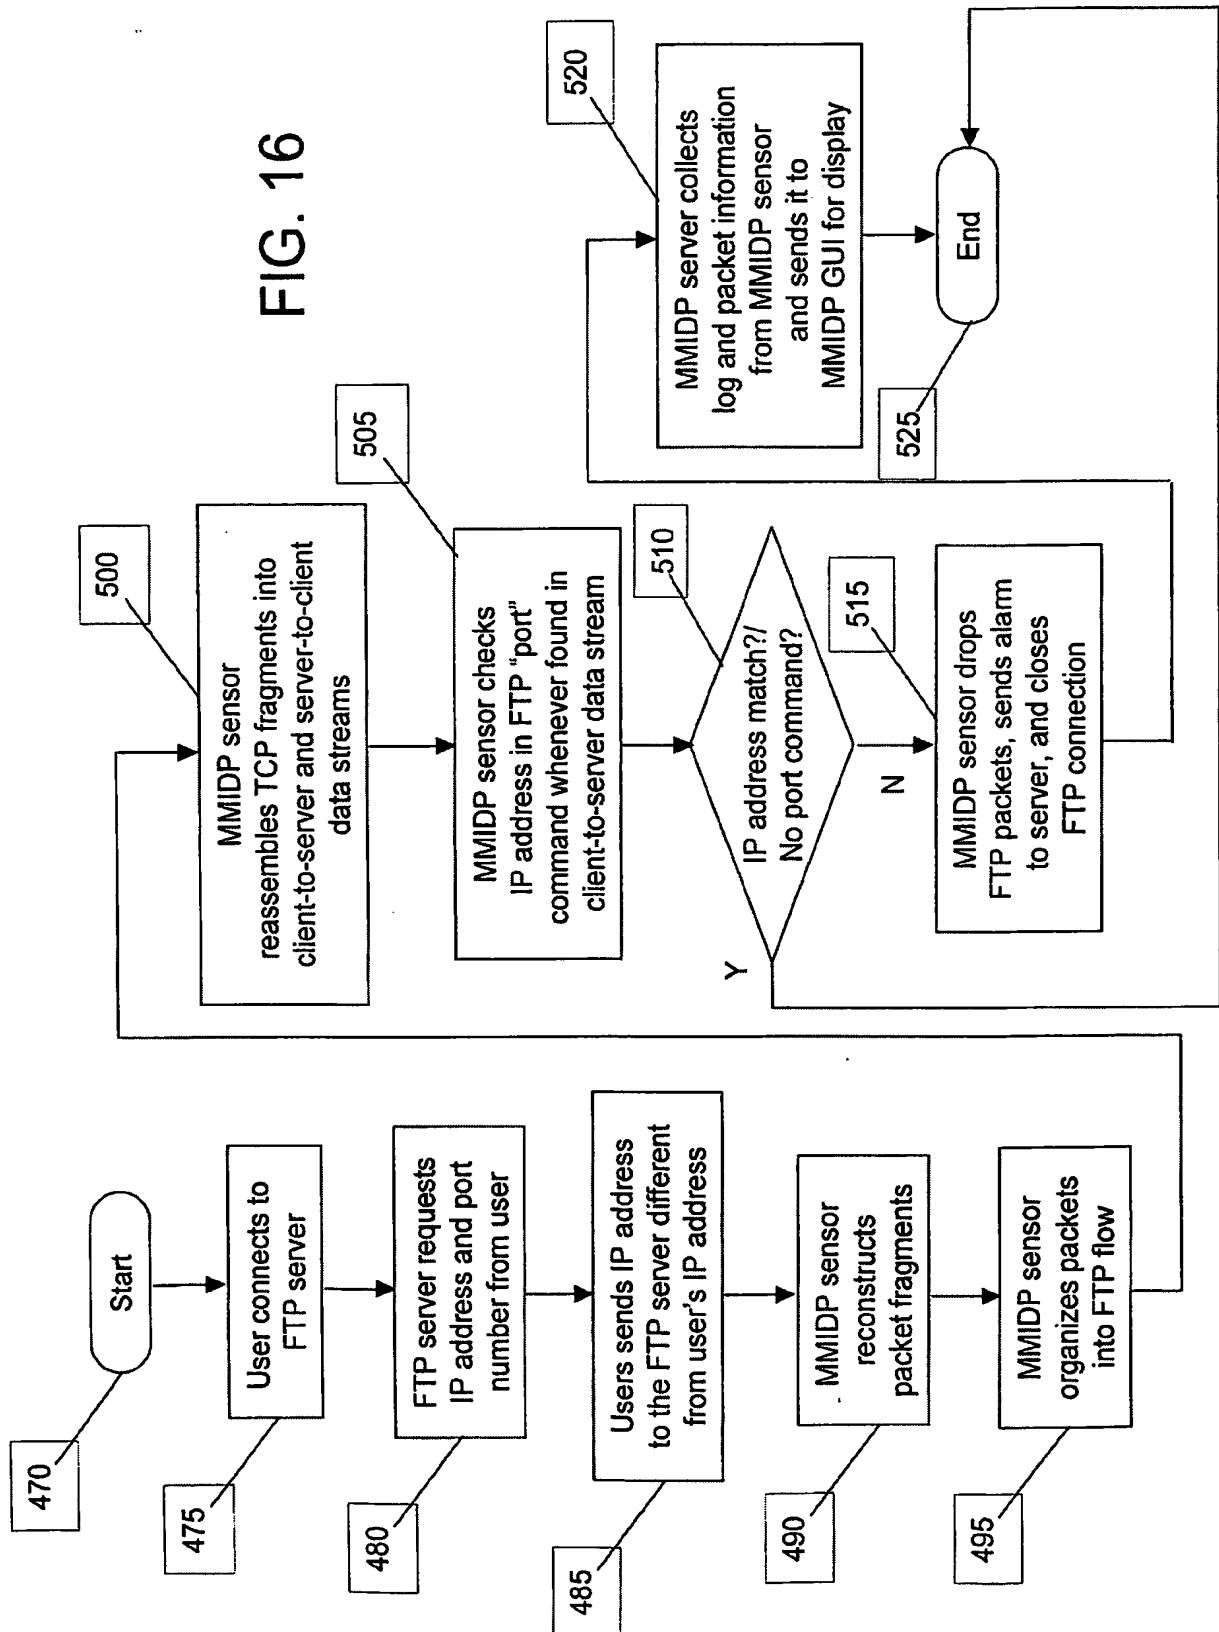 FIG. 16
470
Start
475
User connects to
FTP server
480
FTP server requests
IP address and port
number from user
485
Users sends IP address
to the FTP server different
from user's IP address
490
MMIDP sensor
reconstructs
packet fragments
495
MMIDP sensor
organizes packets
into FTP flow
500
MMIDP sensor
reassembles TCP fragments into
client-to-server and server-to-client
data streams
505
MMIDP sensor checks
IP address in FTP “port”
command whenever found in
client-to-server data stream
510
IP address match?/
No port command?
Y
N
515
MMIDP sensor drops
FTP packets, sends alarm
to server, and closes
FTP connection
520
MMIDP server collects
log and packet information
from MMIDP sensor
and sends it to
MMIDP GUI for display
525
End